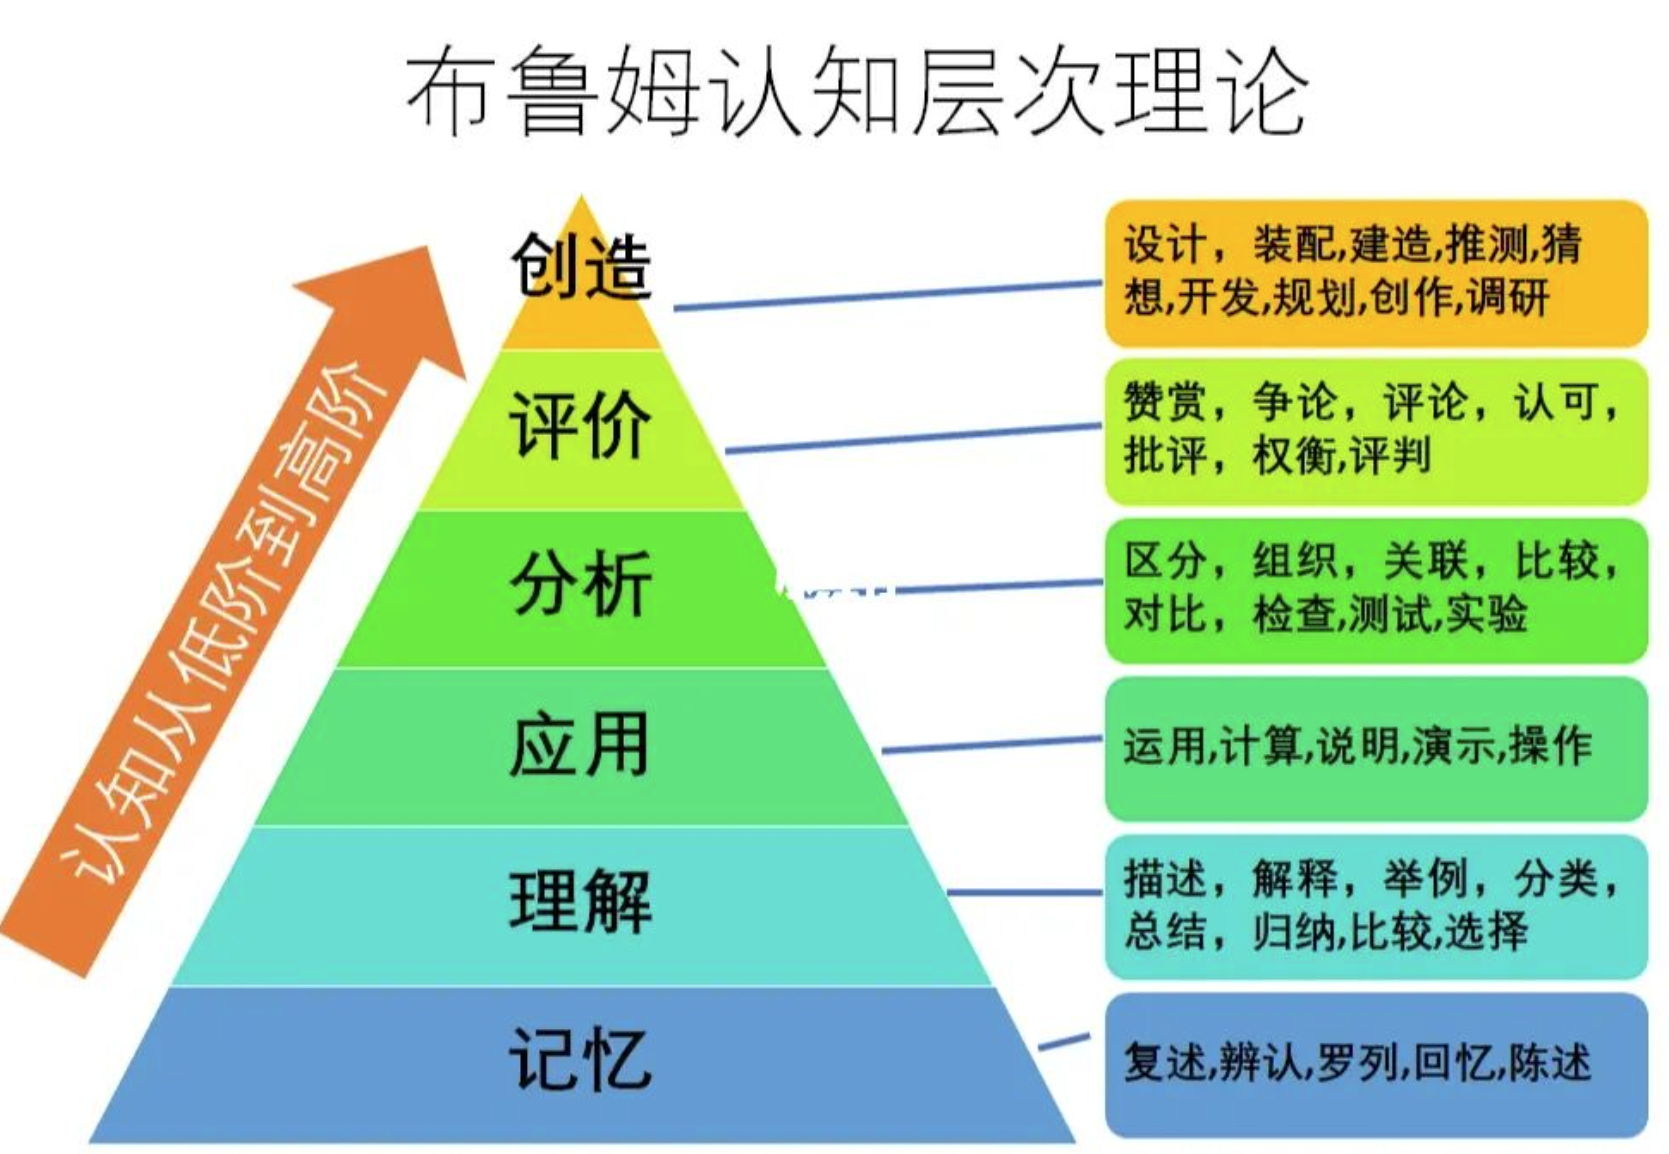 布鲁姆认知层次理论
认知从低阶到高阶
创造
设计，装配,建造,推测,猜
想,开发,规划,创作,调研
评价
赞赏，争论，评论，认可，
批评，权衡,评判
分析
区分，组织，关联，比较，
对比，检查,测试,实验
应用
运用,计算,说明,演示,操作
理解
描述，解释，举例，分类，
总结，归纳,比较,选择
记忆
复述,辨认,罗列,回忆,陈述